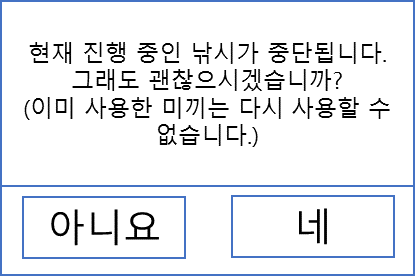 현재 진행 중인 낚시가 중단됩니다.
그래도 괜찮으시겠습니까?
(이미 사용한 미끼는 다시 사용할 수
없습니다.)
아니요
네